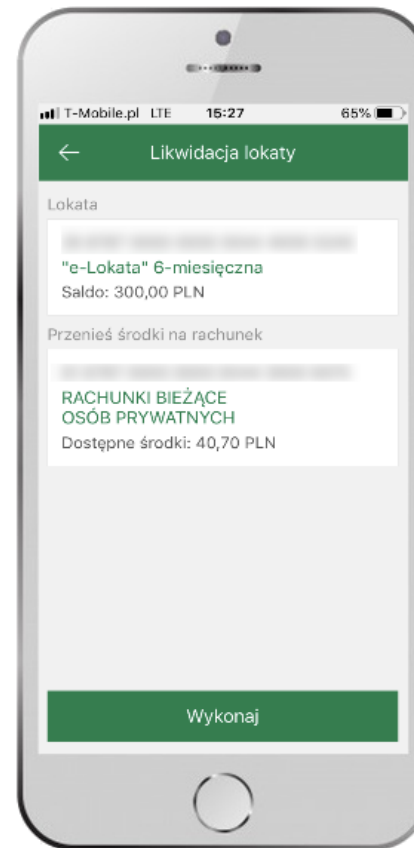 T-Mobile.pl LTE 15:27 65%
Likwidacja lokaty
Lokata
"e-Lokata" 6-miesięczna
Saldo: 300,00 PLN
Przenieś środki na rachunek
RACHUNKI BIEŻĄCE
OSÓB PRYWATNYCH
Dostępne środki: 40,70 PLN
Wykonaj